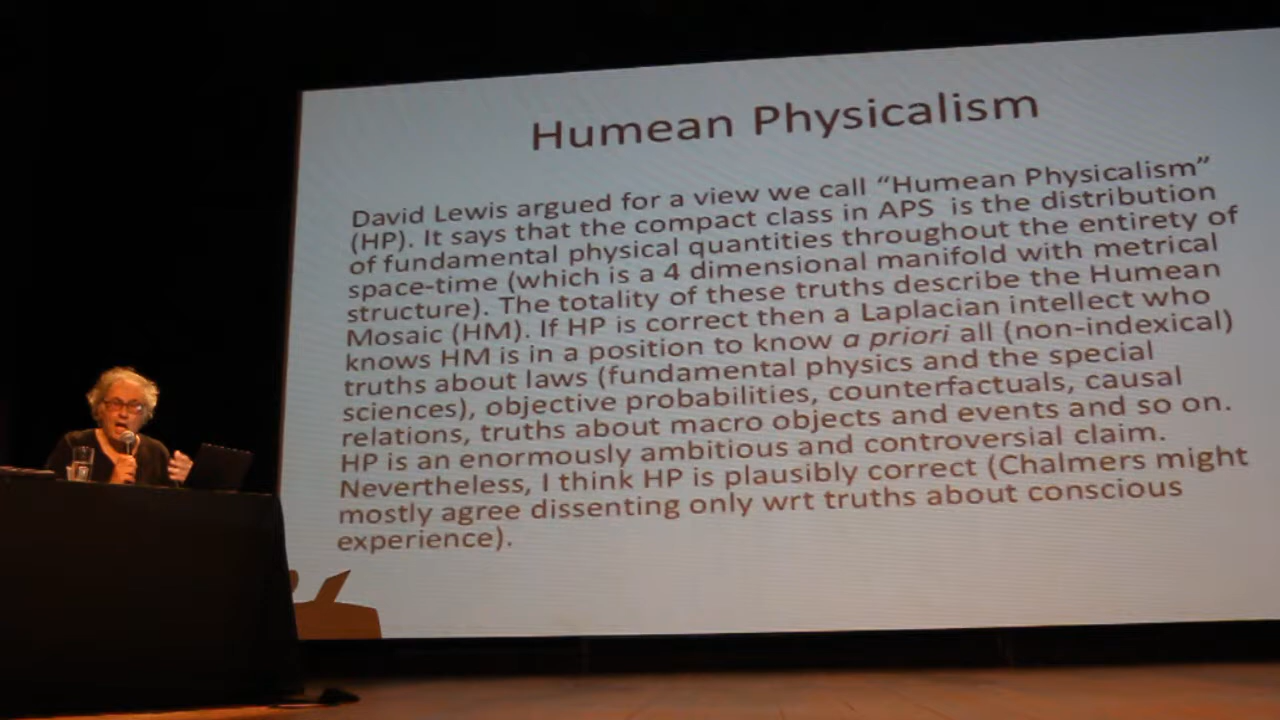 Humean Physicalism
David Lewis argued for a view we call “Humean Physicalism”
(HP). It says that the compact class in APS is the distribution
of fundamental physical quantities throughout the entirety of
space-time (which is a 4 dimensional manifold with metrical
structure). The totality of these truths describe the Humean
Mosaic (HM). If HP is correct then a Laplacian intellect who
knows HM is in a position to know a priori all (non-indexical)
truths about laws (fundamental physics and the special
sciences), objective probabilities, counterfactuals, causal
relations, truths about macro objects and events and so on.
HP is an enormously ambitious and controversial claim.
Nevertheless, I think HP is plausibly correct (Chalmers might
mostly agree dissenting only wrt truths about conscious
experience).